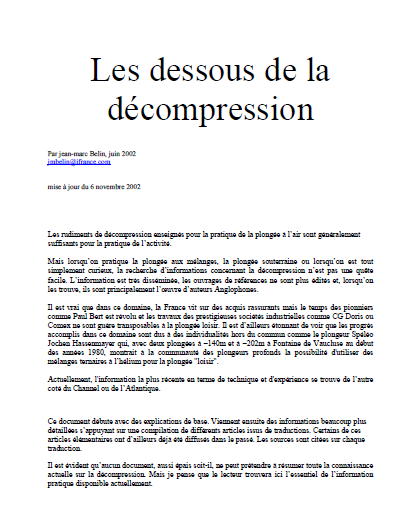 Les dessous de la
décompression
Par jean-marc Belin, juin 2002
jmbelin@ifrance.com
mise à jour du 6 novembre 2002
Les rudiments de décompression enseignés pour la pratique de la plongée à l'air sont généralement
suffisants pour la pratique de l'activité.
Mais lorsqu'on pratique la plongée aux mélanges, la plongée souterraine ou lorsqu'on est tout
simplement curieux, la recherche d'informations concernant la décompression n'est pas une quête
facile. L'information est très disséminée, les ouvrages de références ne sont plus édités et, lorsqu'on
les trouve, ils sont principalement l'œuvre d'auteurs Anglophones.
Il est vrai que dans ce domaine, la France vit sur des acquis rassurants mais le temps des pionniers
comme Paul Bert est révolu et les travaux des prestigieuses sociétés industrielles comme CG Doris ou
Comex ne sont guère transposables à la plongée loisir. Il est d'ailleurs étonnant de voir que les progrès
accomplis dans ce domaine sont dus à des individualités hors du commun comme le plongeur Spéléo
Jochen Hassenmayer qui, avec deux plongées à –140m et à –202m à Fontaine de Vaucluse au début
des années 1980, montrait à la communauté des plongeurs profonds la possibilité d'utiliser des
mélanges ternaires à l'hélium pour la plongée "loisir".
Actuellement, l'information la plus récente en terme de technique et d'expérience se trouve de l'autre
coté du Channel ou de l'Atlantique.
Ce document débute avec des explications de base. Viennent ensuite des informations beaucoup plus
détaillées s'appuyant sur une compilation de différents articles issus de traductions. Certains de ces
articles élémentaires ont d'ailleurs déjà été diffusés dans le passé. Les sources sont citées sur chaque
traduction.
Il est évident qu'aucun document, aussi épais soit-il, ne peut prétendre à résumer toute la connaissance
actuelle sur la décompression. Mais je pense que le lecteur trouvera ici l'essentiel de l'information
pratique disponible actuellement.